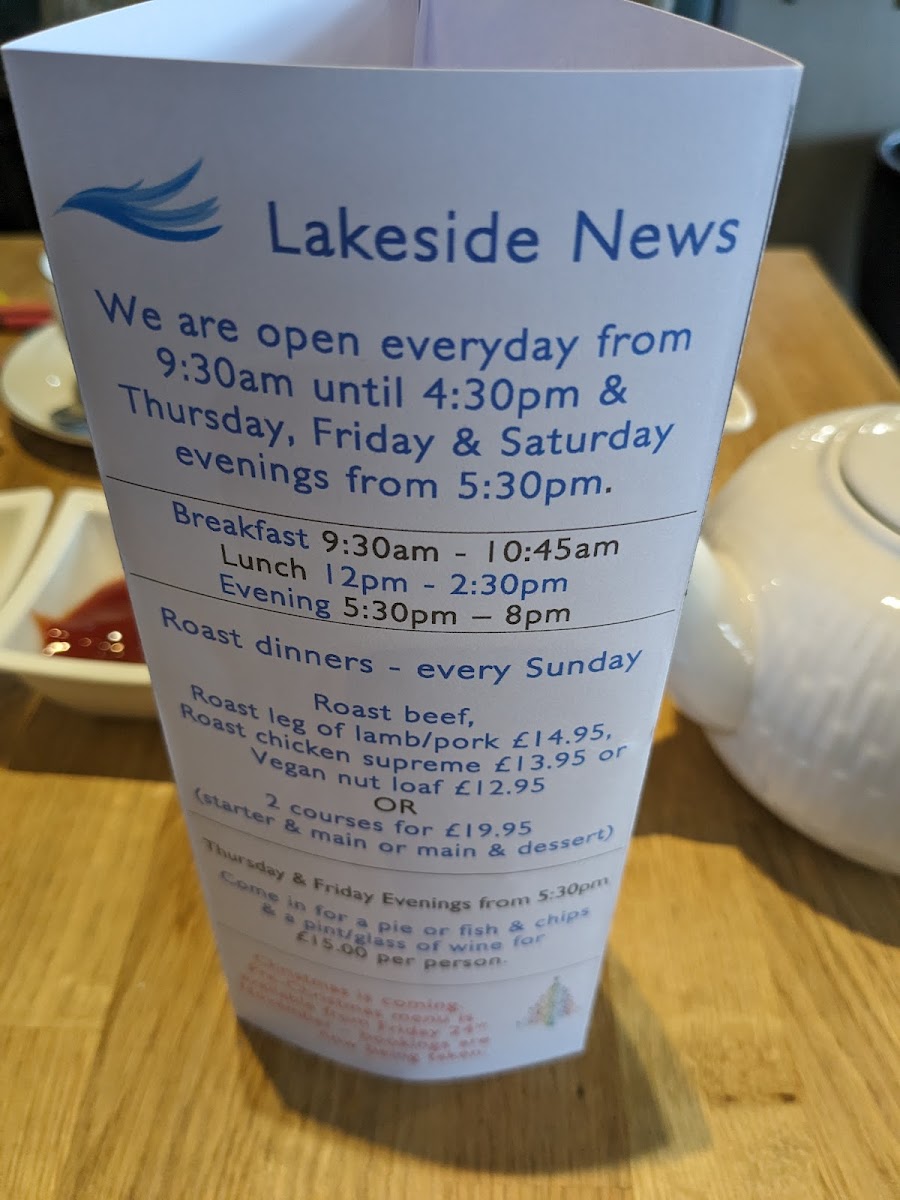 Lakeside News
We are open everyday from
9:30am until 4:30pm &
Thursday, Friday & Saturday
evenings from 5:30pm.
Breakfast 9:30am - 10:45am
Lunch 12pm - 2:30pm
Evening 5:30pm – 8pm
Roast dinners - every Sunday
Roast beef,
Roast leg of lamb/pork £14.95,
Roast chicken supreme £13.95 or
Vegan nut loaf £12.95
OR
2 courses for £19.95
(starter & main or main & dessert)
Thursday & Friday Evenings from 5:30pm
Come in for a pie or fish & chips
& a pint/glass of wine for
£15.00 per person.
Christmas is coming,
Pre-Christmas menu is
available from Friday 24th
November - bookings are
now being taken.